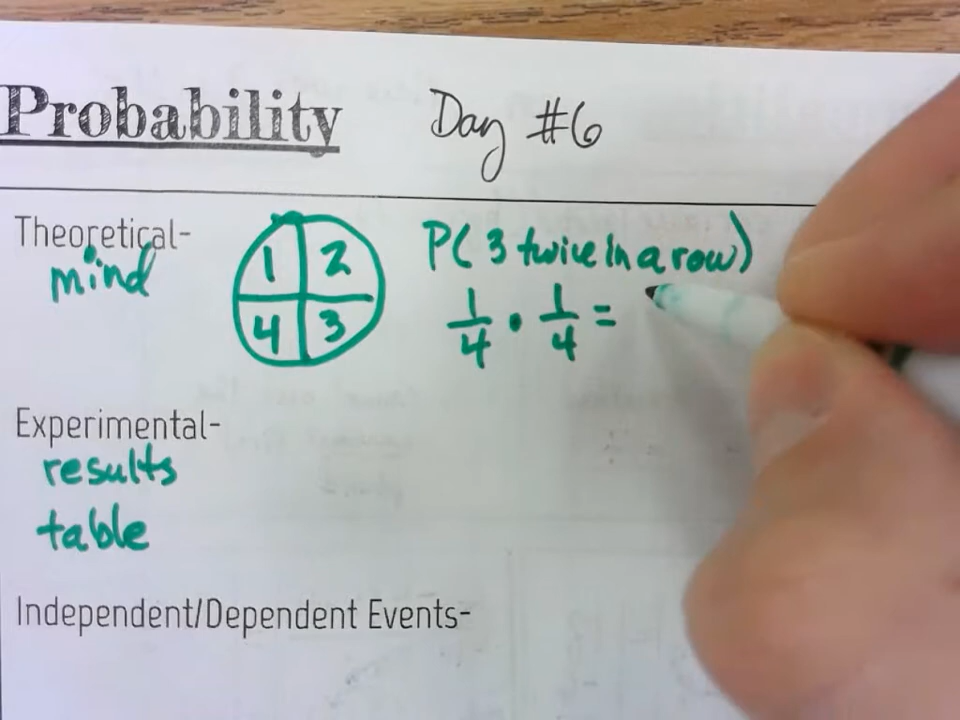 Probability Day #6
Theoretical-
mind
1 2
4 3
P(3 twice in a row)
1/4 · 1/4 =
Experimental-
results
table
Independent/Dependent Events-